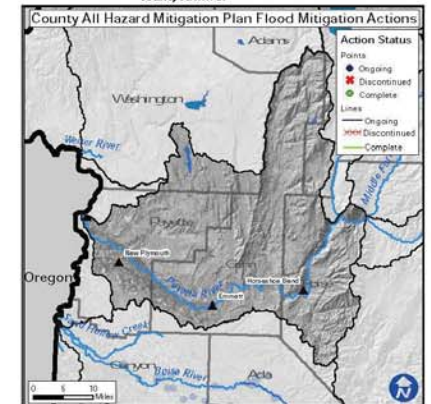 County All Hazard Mitigation Plan Flood Mitigation Actions
Action Status
Points
Ongoing
Discontinued
Complete
Lines
Ongoing
Discontinued
Complete
Adams
Washington
Weiser River
Middle
Payette
New Plymouth
Payette River
Horseshoe Bend
Emmett
Oregon
Creek
Canyon
Boise River
Ada
0 5 10
Miles
N